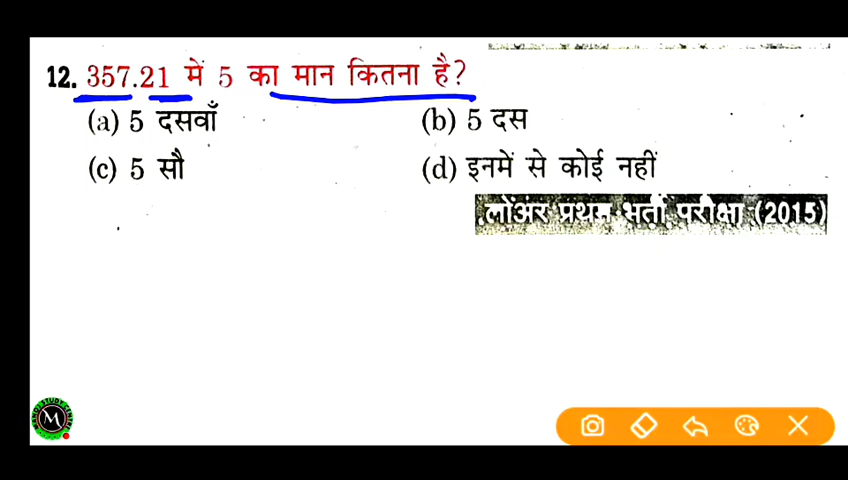 12. 357.21 में 5 का मान कितना है?
(a) 5 दसवाँ (b) 5 दस
(c) 5 सौ (d) इनमें से कोई नहीं
लोअर प्रथम भर्ती परीक्षा (2015)
M